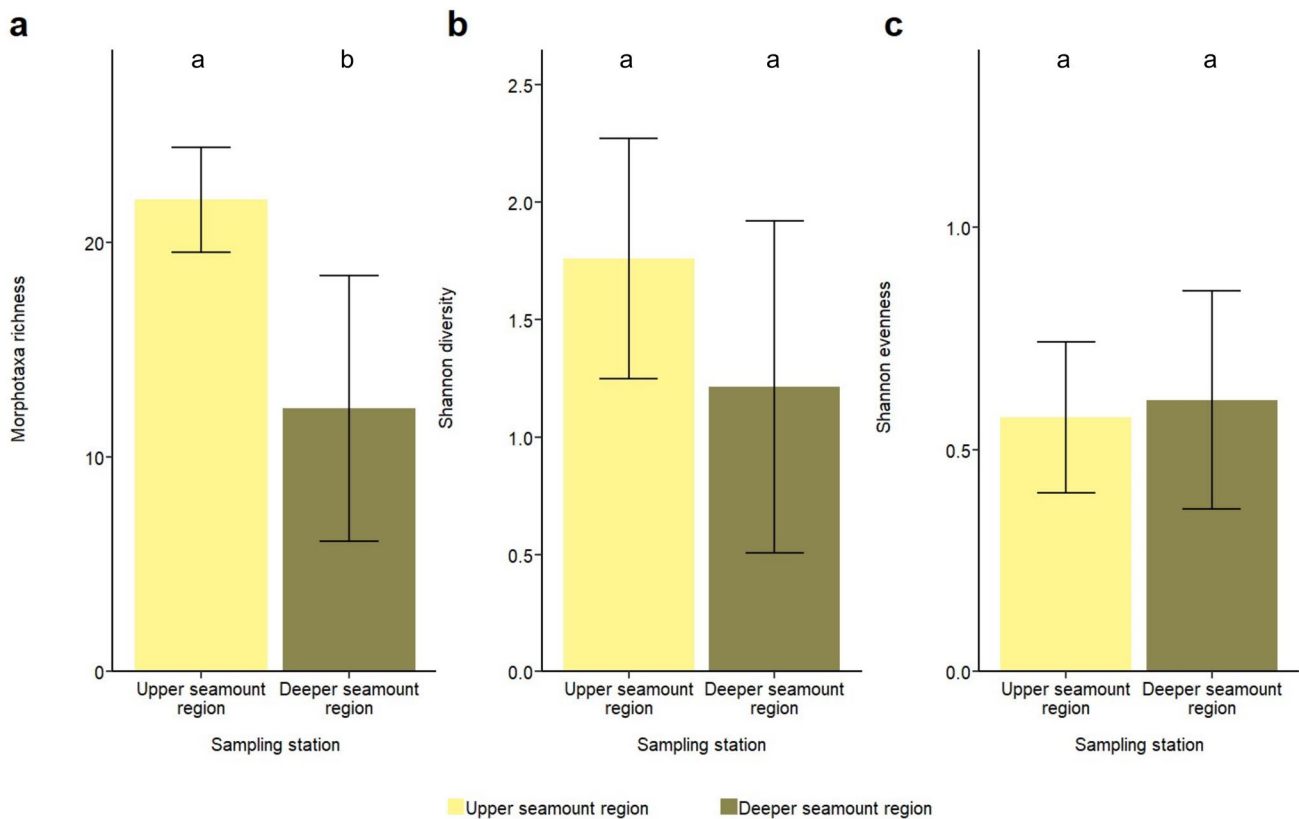 a
a b
Morphotaxa richness
20
10
0
Upper seamount region
Deeper seamount region
Sampling station
b
a a
Shannon diversity
2.5
2.0
1.5
1.0
0.5
0.0
Upper seamount region
Deeper seamount region
Sampling station
c
a a
Shannon evenness
1.0
0.5
0.0
Upper seamount region
Deeper seamount region
Sampling station
Upper seamount region Deeper seamount region